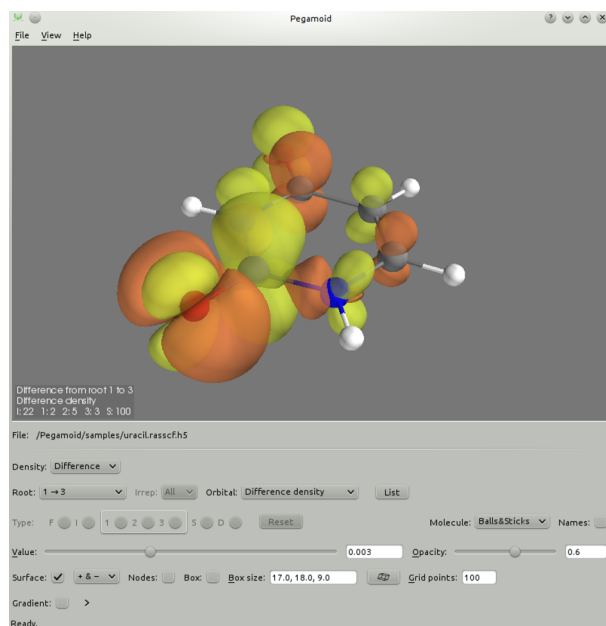 Pegamoid
File View Help
Difference from root 1 to 3
Difference density
I: 22 1: 2 2: 5 3: 3 S: 100
File: /Pegamoid/samples/uracil.rasscf.h5
Density: Difference
Root: 1 → 3 Irrep: All Orbital: Difference density List
Type: F I 1 2 3 S D Reset Molecule: Balls&Sticks Names:
Value: 0.003 Opacity: 0.6
Surface: + & − Nodes: Box: Box size: 17.0, 18.0, 9.0 Grid points: 100
Gradient: >
Ready.